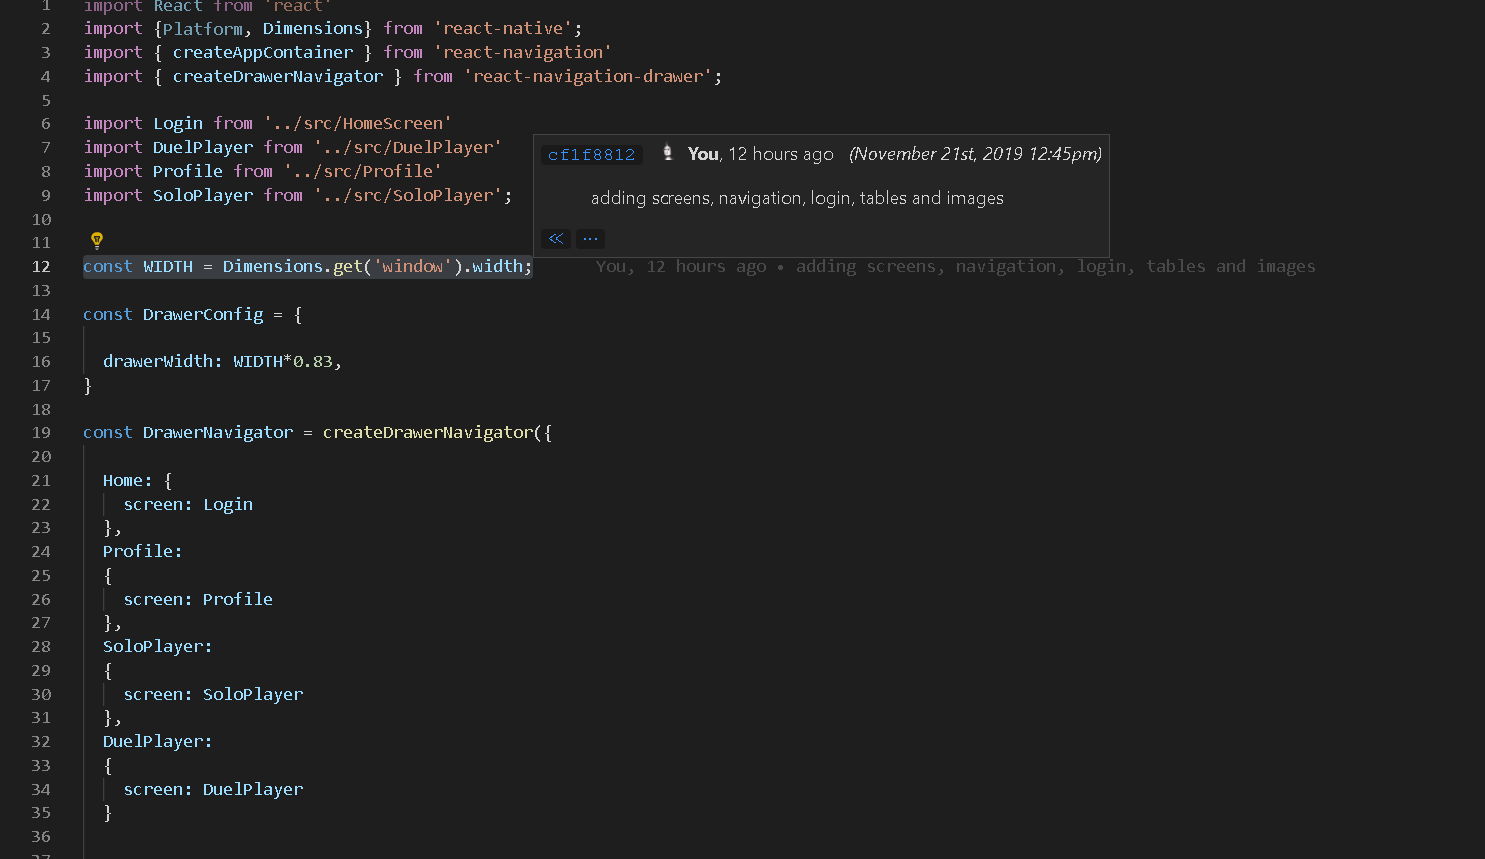 1 import React from 'react'
2 import {Platform, Dimensions} from 'react-native';
3 import { createAppContainer } from 'react-navigation'
4 import { createDrawerNavigator } from 'react-navigation-drawer';
5
6 import Login from '../src/HomeScreen'
7 import DuelPlayer from '../src/DuelPlayer'
8 import Profile from '../src/Profile'
9 import SoloPlayer from '../src/SoloPlayer';
cf1f8812 You, 12 hours ago (November 21st, 2019 12:45pm)
adding screens, navigation, login, tables and images
10
11
12 const WIDTH = Dimensions.get('window').width; You, 12 hours ago • adding screens, navigation, login, tables and images
13
14 const DrawerConfig = {
15
16 drawerWidth: WIDTH*0.83,
17 }
18
19 const DrawerNavigator = createDrawerNavigator({
20
21 Home: {
22 screen: Login
23 },
24 Profile:
25 {
26 screen: Profile
27 },
28 SoloPlayer:
29 {
30 screen: SoloPlayer
31 },
32 DuelPlayer:
33 {
34 screen: DuelPlayer
35 }
36
37